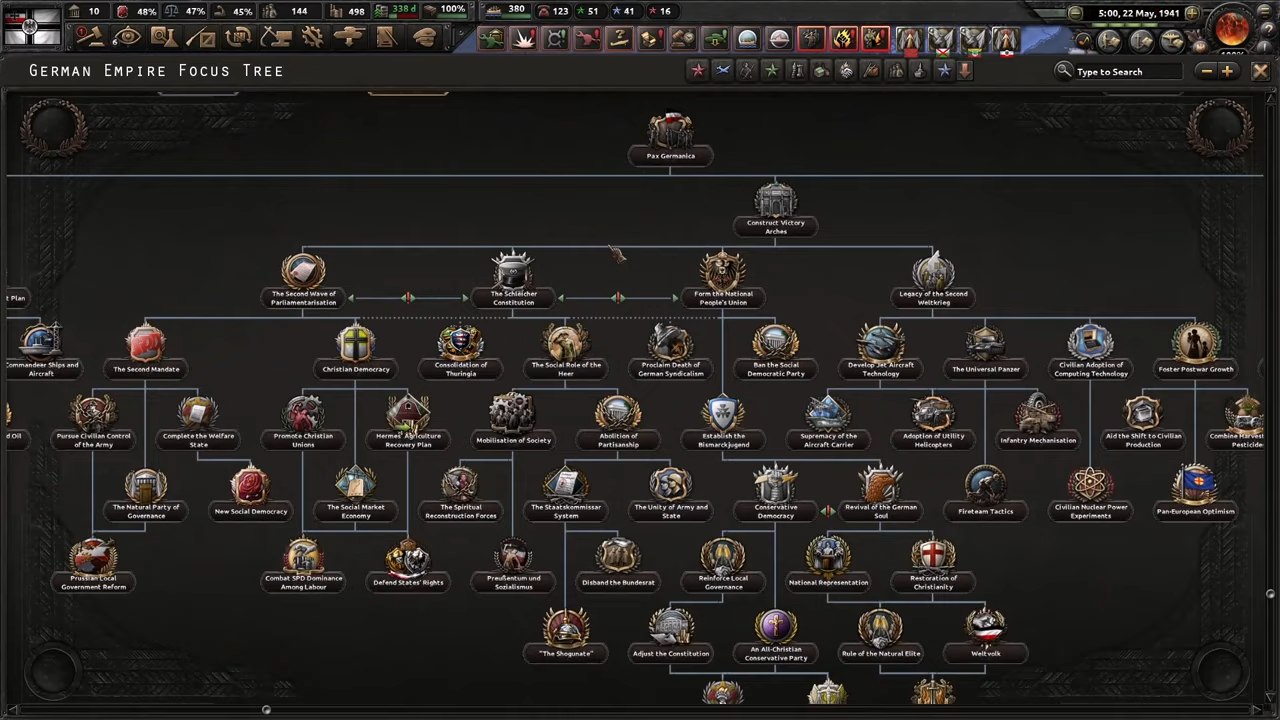 10 48% 47% 45% 144 498 338 d 100% 380 123 51 41 16
5:00, 22 May, 1941
100%
German Empire Focus Tree
Type to Search
Pax Germanica
Construct Victory
Arches
t Plan
The Second Wave of
Parliamentarisation
The Schleicher
Constitution
Form the National
People's Union
Legacy of the Second
Weltkrieg
Commandeer Ships and
Aircraft
The Second Mandate
Christian Democracy
Consolidation of
Thuringia
The Social Role of the
Heer
Proclaim Death of
German Syndicalism
Ban the Social
Democratic Party
Develop Jet Aircraft
Technology
The Universal Panzer
Civilian Adoption of
Computing Technology
Foster Postwar Growth
d Oil
Pursue Civilian Control
of the Army
Complete the Welfare
State
Promote Christian
Unions
Hermes' Agriculture
Recovery Plan
Mobilisation of Society
Abolition of
Partisanship
Establish the
Bismarckjugend
Supremacy of the
Aircraft Carrier
Adoption of Utility
Helicopters
Infantry Mechanisation
Aid the Shift to Civilian
Production
Combine Harves
Pesticide
The Natural Party of
Governance
New Social Democracy
The Social Market
Economy
The Spiritual
Reconstruction Forces
The Staatskommissar
System
The Unity of Army and
State
Conservative
Democracy
Revival of the German
Soul
Fireteam Tactics
Civilian Nuclear Power
Experiments
Pan-European Optimism
Prussian Local
Government Reform
Combat SPD Dominance
Among Labour
Defend States' Rights
Preußentum und
Sozialismus
Disband the Bundesrat
Reinforce Local
Governance
National Representation
Restoration of
Christianity
"The Shogunate"
Adjust the Constitution
An All-Christian
Conservative Party
Rule of the Natural Elite
Weltvolk